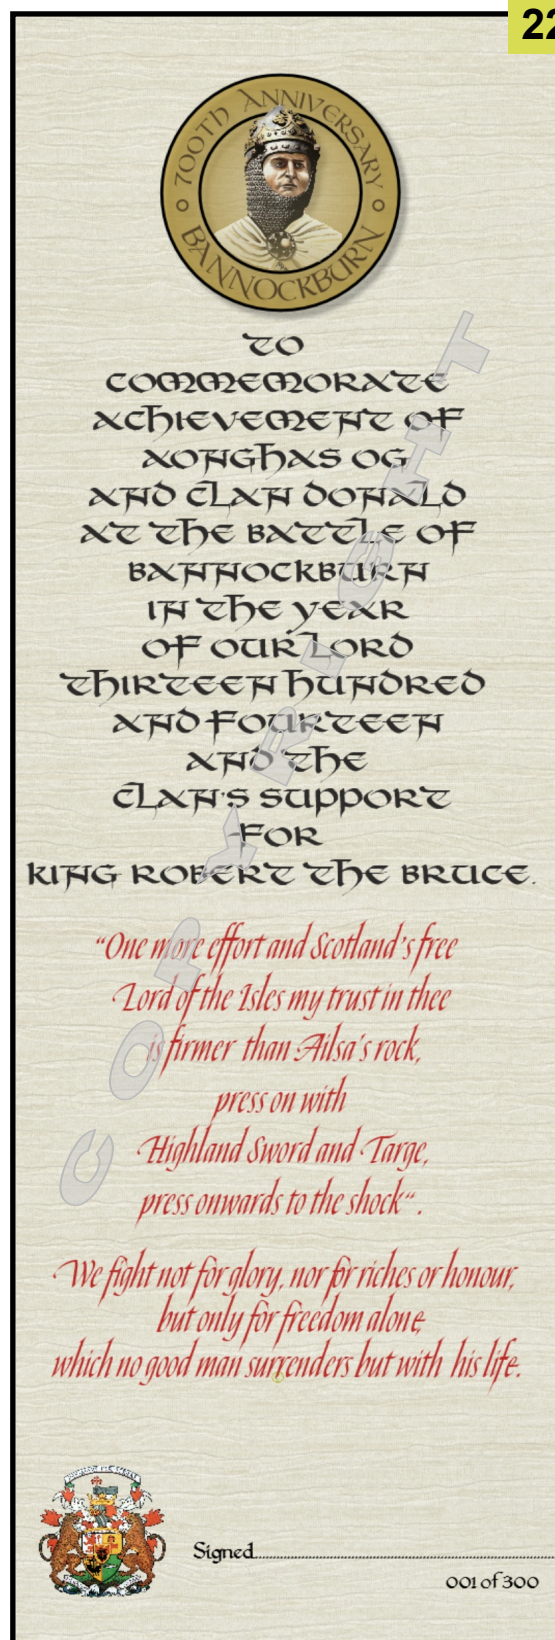 22
700TH ANNIVERSARY
BANNOCKBURN
TO
COMMEMORATE
ACHIEVEMENT OF
AONGHAS OG
AND CLAN DONALD
AT THE BATTLE OF
BANNOCKBURN
IN THE YEAR
OF OUR LORD
THIRTEEN HUNDRED
AND FOURTEEN
AND THE
CLAN'S SUPPORT
FOR
KING ROBERT THE BRUCE.
"One more effort and Scotland's free
Lord of the Isles my trust in thee
is firmer than Ailsa's rock,
press on with
Highland Sword and Targe,
press onwards to the shock".
We fight not for glory, nor for riches or honour,
but only for freedom alone,
which no good man surrenders but with his life.
Signed
001 of 300
COPYRIGHT